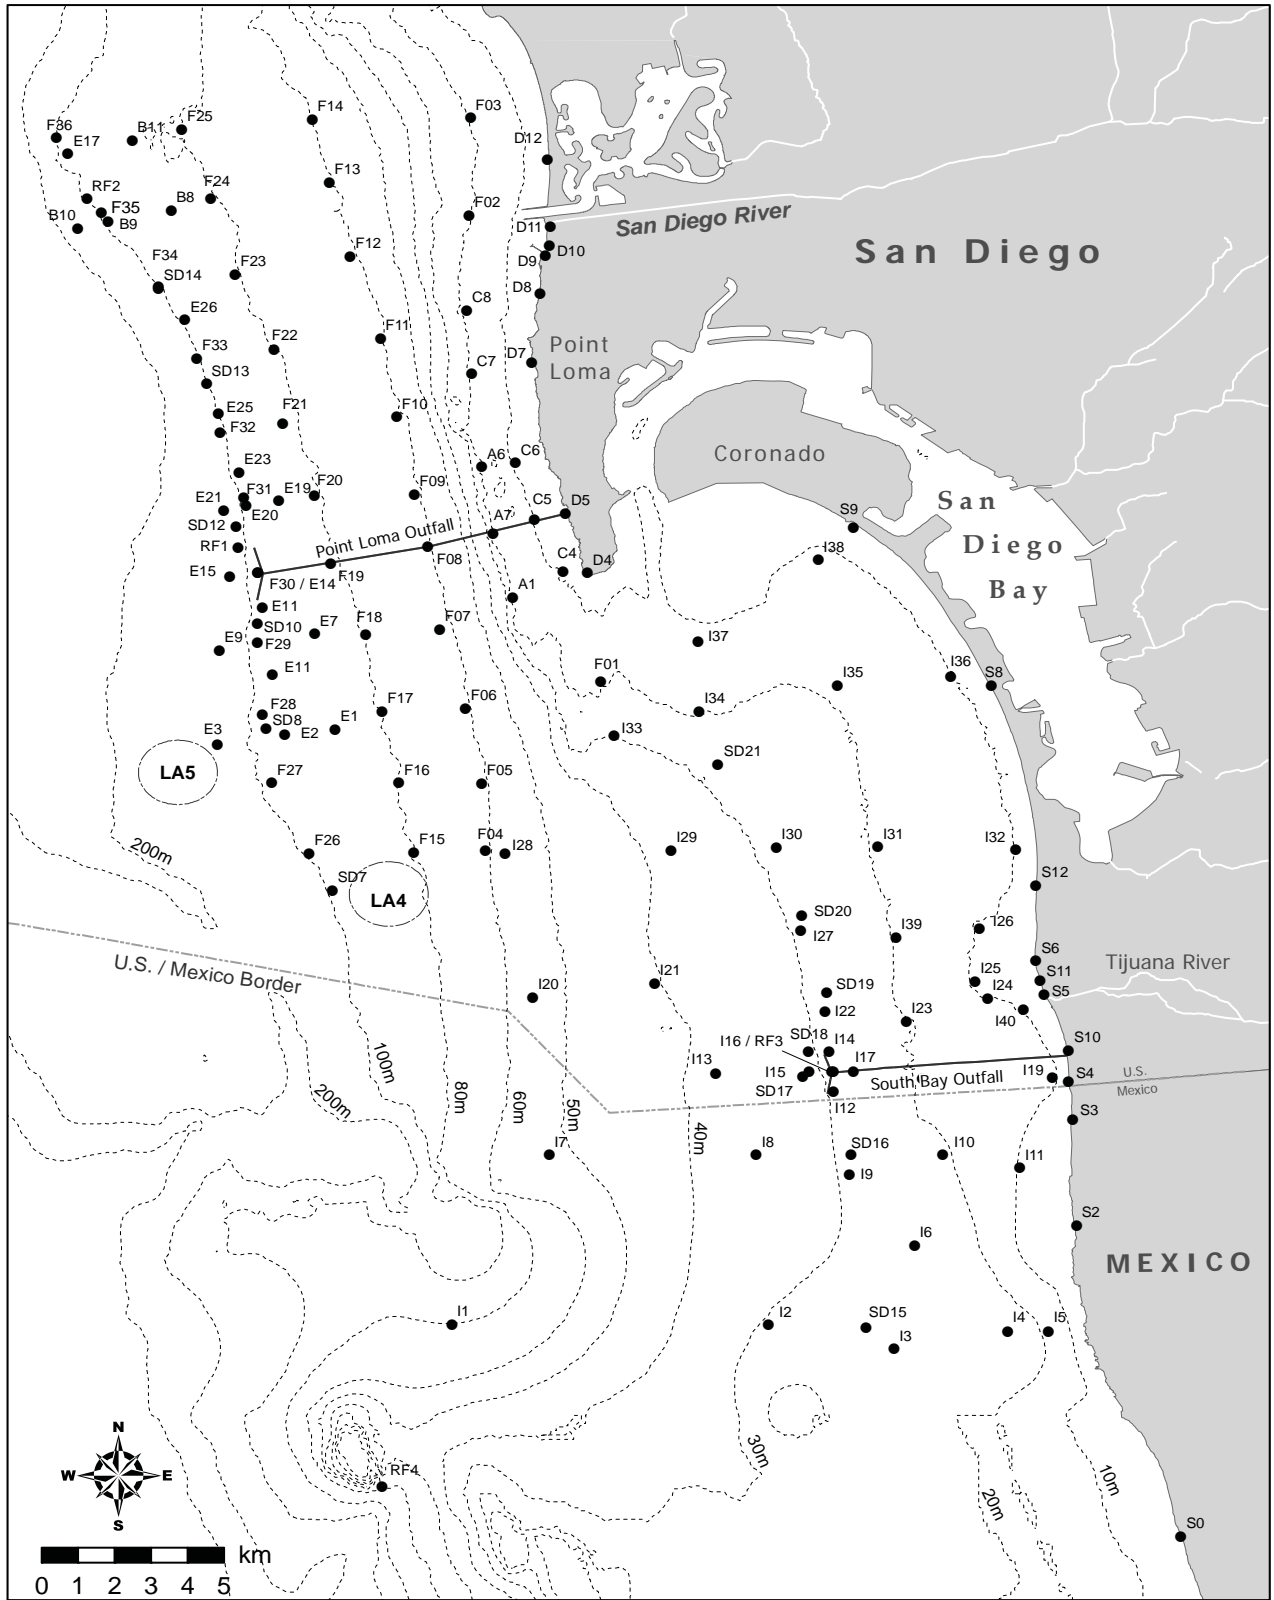 F14
F03
F36
E17
B11
F25
D12
F13
RF2
F35
B9
B10
B8
F24
F02
D11
San Diego River
D10
D9
San Diego
F34
SD14
F23
F12
D8
E26
C8
F33
F22
F11
Point
Loma
D7
SD13
C7
E25
F32
F21
F10
Coronado
E23
A6
C6
E21
F31
E20
E19
F20
F09
SD12
C5
D5
S9
San
Diego
Bay
A7
RF1
Point Loma Outfall
F08
I38
E15
F30 / E14
F19
C4
D4
A1
E11
SD10
F29
E7
F18
F07
E9
I37
E11
F01
I35
I36
S8
F28
SD8
E2
E1
F17
F06
I34
I33
E3
SD21
LA5
F27
F16
F05
200m
F26
F15
F04
I28
I29
I30
I31
I32
SD7
LA4
S12
SD20
I27
I39
I26
U.S. / Mexico Border
S6
Tijuana River
S11
I20
I21
SD19
I25
I24
S5
I22
I23
I40
I16 / RF3
SD18
I14
S10
100m
200m
80m
60m
50m
I13
I15
I17
South Bay Outfall
I19
S4
U.S.
Mexico
SD17
I12
40m
S3
I7
I8
SD16
I10
I9
I11
S2
I6
MEXICO
I1
I2
SD15
I3
I4
I5
N
W
E
S
RF4
30m
20m
10m
S0
km
0 1 2 3 4 5